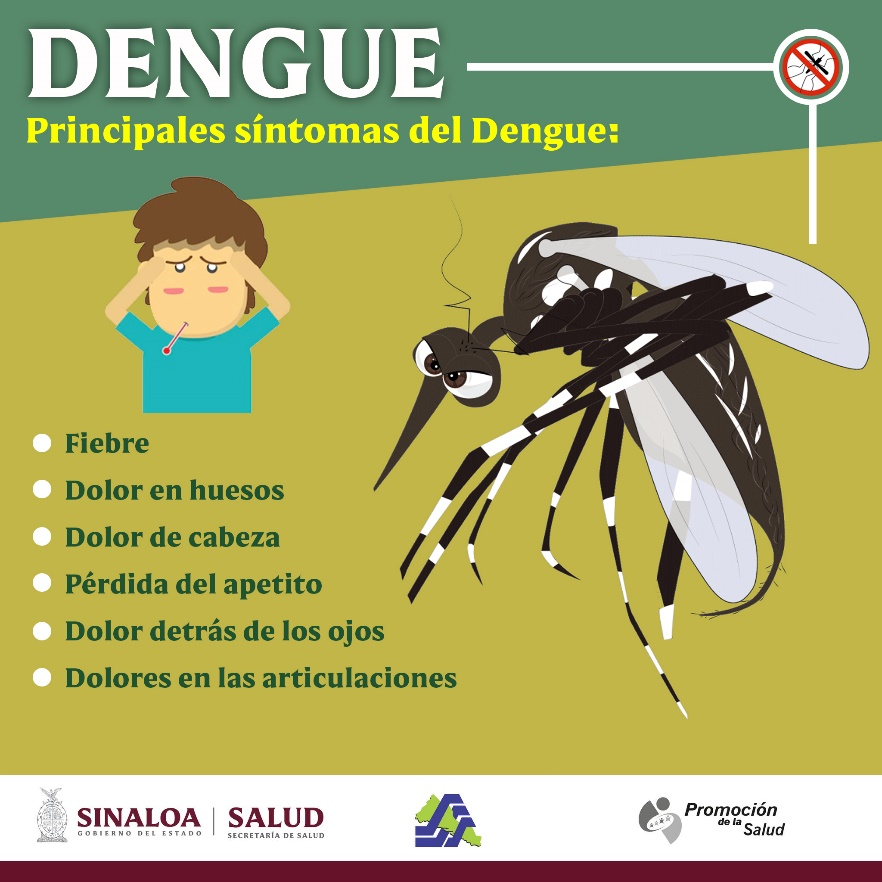 DENGUE
Principales síntomas del Dengue:
Fiebre
Dolor en huesos
Dolor de cabeza
Pérdida del apetito
Dolor detrás de los ojos
Dolores en las articulaciones
SINALOA
GOBIERNO DEL ESTADO
SALUD
SECRETARÍA DE SALUD
Promoción
de la
Salud